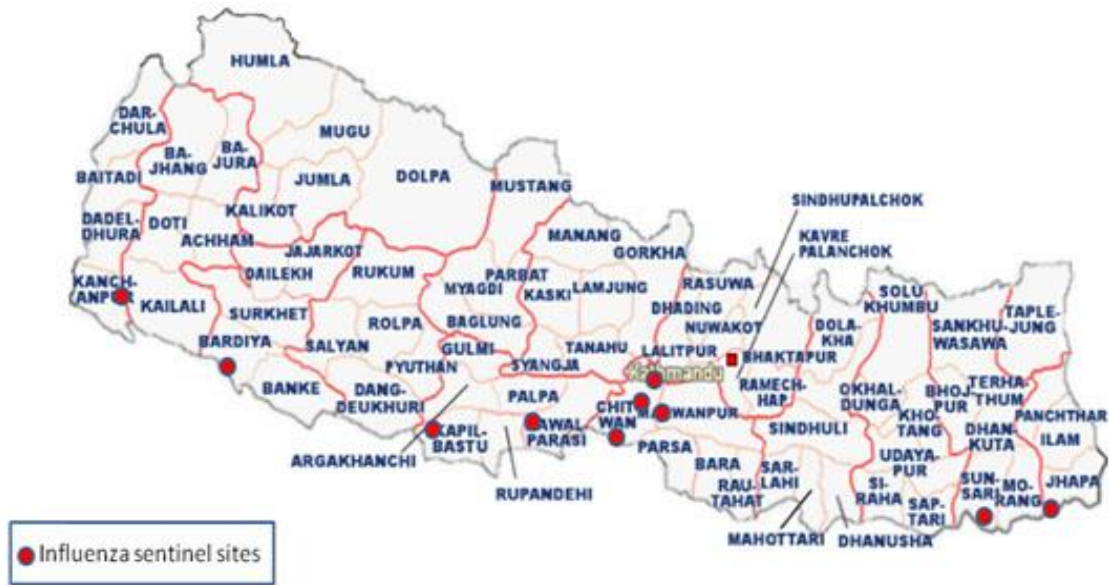 HUMLA
DAR-
CHULA
BA-
JHANG
BA-
JURA
MUGU
BAITADI
JUMLA
DOLPA
MUSTANG
SINDHUPALCHOK
DADEL-
DHURA
DOTI
KALIKOT
ACHHAM
MANANG
GORKHA
KAVRE
PALANCHOK
JAJARKOT
DAILEKH
RUKUM
PARBAT
MYAGDI
KASKI
LAMJUNG
RASUWA
KANCH-
ANPUR
KAILALI
SURKHET
DHADING
NUWAKOT
SOLU
KHUMBU
TAPLE-
JUNG
DOLA-
KHA
SANKHU-
WASAWA
BARDIYA
SALYAN
ROLPA
BAGLUNG
GULMI
TANAHU
LALITPUR
BHAKTAPUR
PYUTHAN
SYANGJA
Kathmandu
BANKE
DANG-
DEUKHURI
PALPA
CHIT
WAN
RAMECH-
HAP
OKHAL-
DUNGA
BHOJ-
PUR
TERHA-
THUM
PANCHTHAR
KHO-
TANG
DHAN-
KUTA
ILAM
KAPIL-
BASTU
AWAL-
PARASI
PARSA
SINDHULI
UDAYA-
PUR
ARGAKHANCHI
RUPANDEHI
BARA
RAU-
TAHAT
SAR-
LAHI
SI-
RAHA
SAP-
TARI
SUN-
SARI
MO-
RANG
JHAPA
MAHOTTARI
DHANUSHA
Influenza sentinel sites